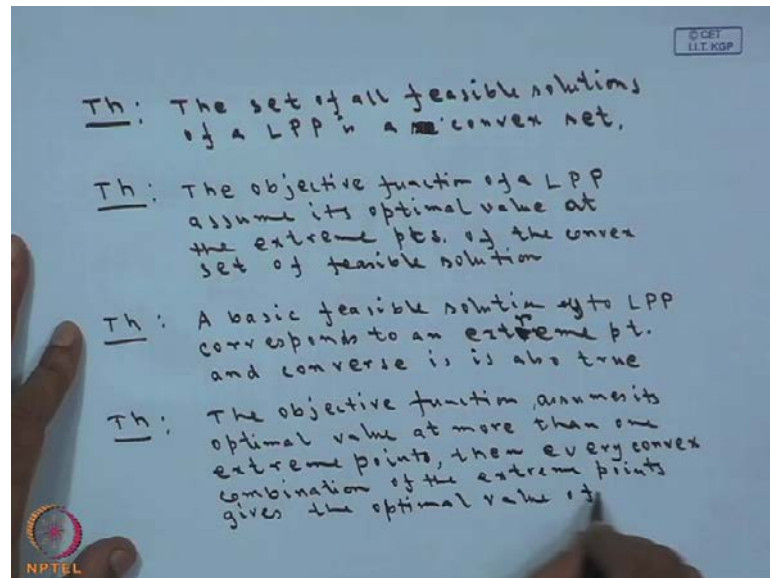 © CET
I.I.T. KGP
Th: The set of all feasible solutions
of a LPP is a convex set.
Th: The objective function of a LPP
assume its optimal value at
the extreme pts. of the convex
set of feasible solution
Th: A basic feasible solution to LPP
corresponds to an extreme pt.
and converse is is also true
Th: The objective function assumes its
optimal value at more than one
extreme points, then every convex
combination of the extreme points
gives the optimal value of
NPTEL